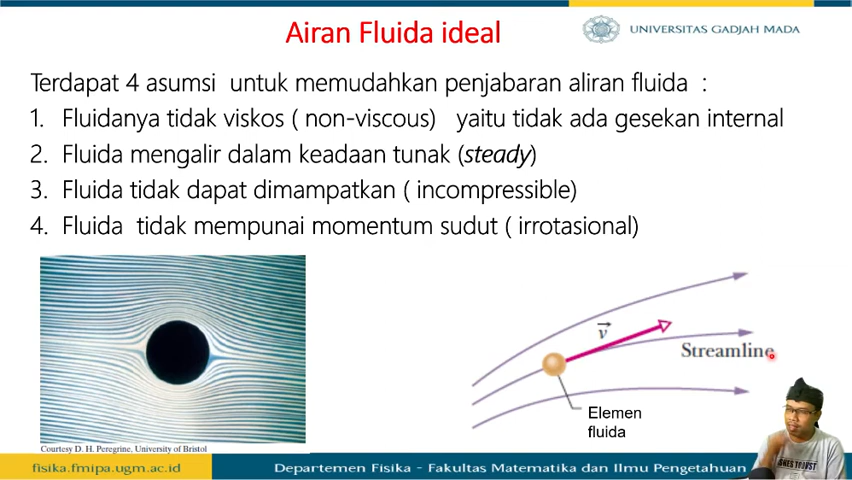 Airan Fluida ideal
UNIVERSITAS GADJAH MADA
Terdapat 4 asumsi untuk memudahkan penjabaran aliran fluida :
1. Fluidanya tidak viskos ( non-viscous) yaitu tidak ada gesekan internal
2. Fluida mengalir dalam keadaan tunak (steady)
3. Fluida tidak dapat dimampatkan ( incompressible)
4. Fluida tidak mempunai momentum sudut ( irrotasional)
v
Streamline
Elemen
fluida
Courtesy D. H. Peregrine, University of Bristol
fisika.fmipa.ugm.ac.id
Departemen Fisika - Fakultas Matematika dan Ilmu Pengetahuan